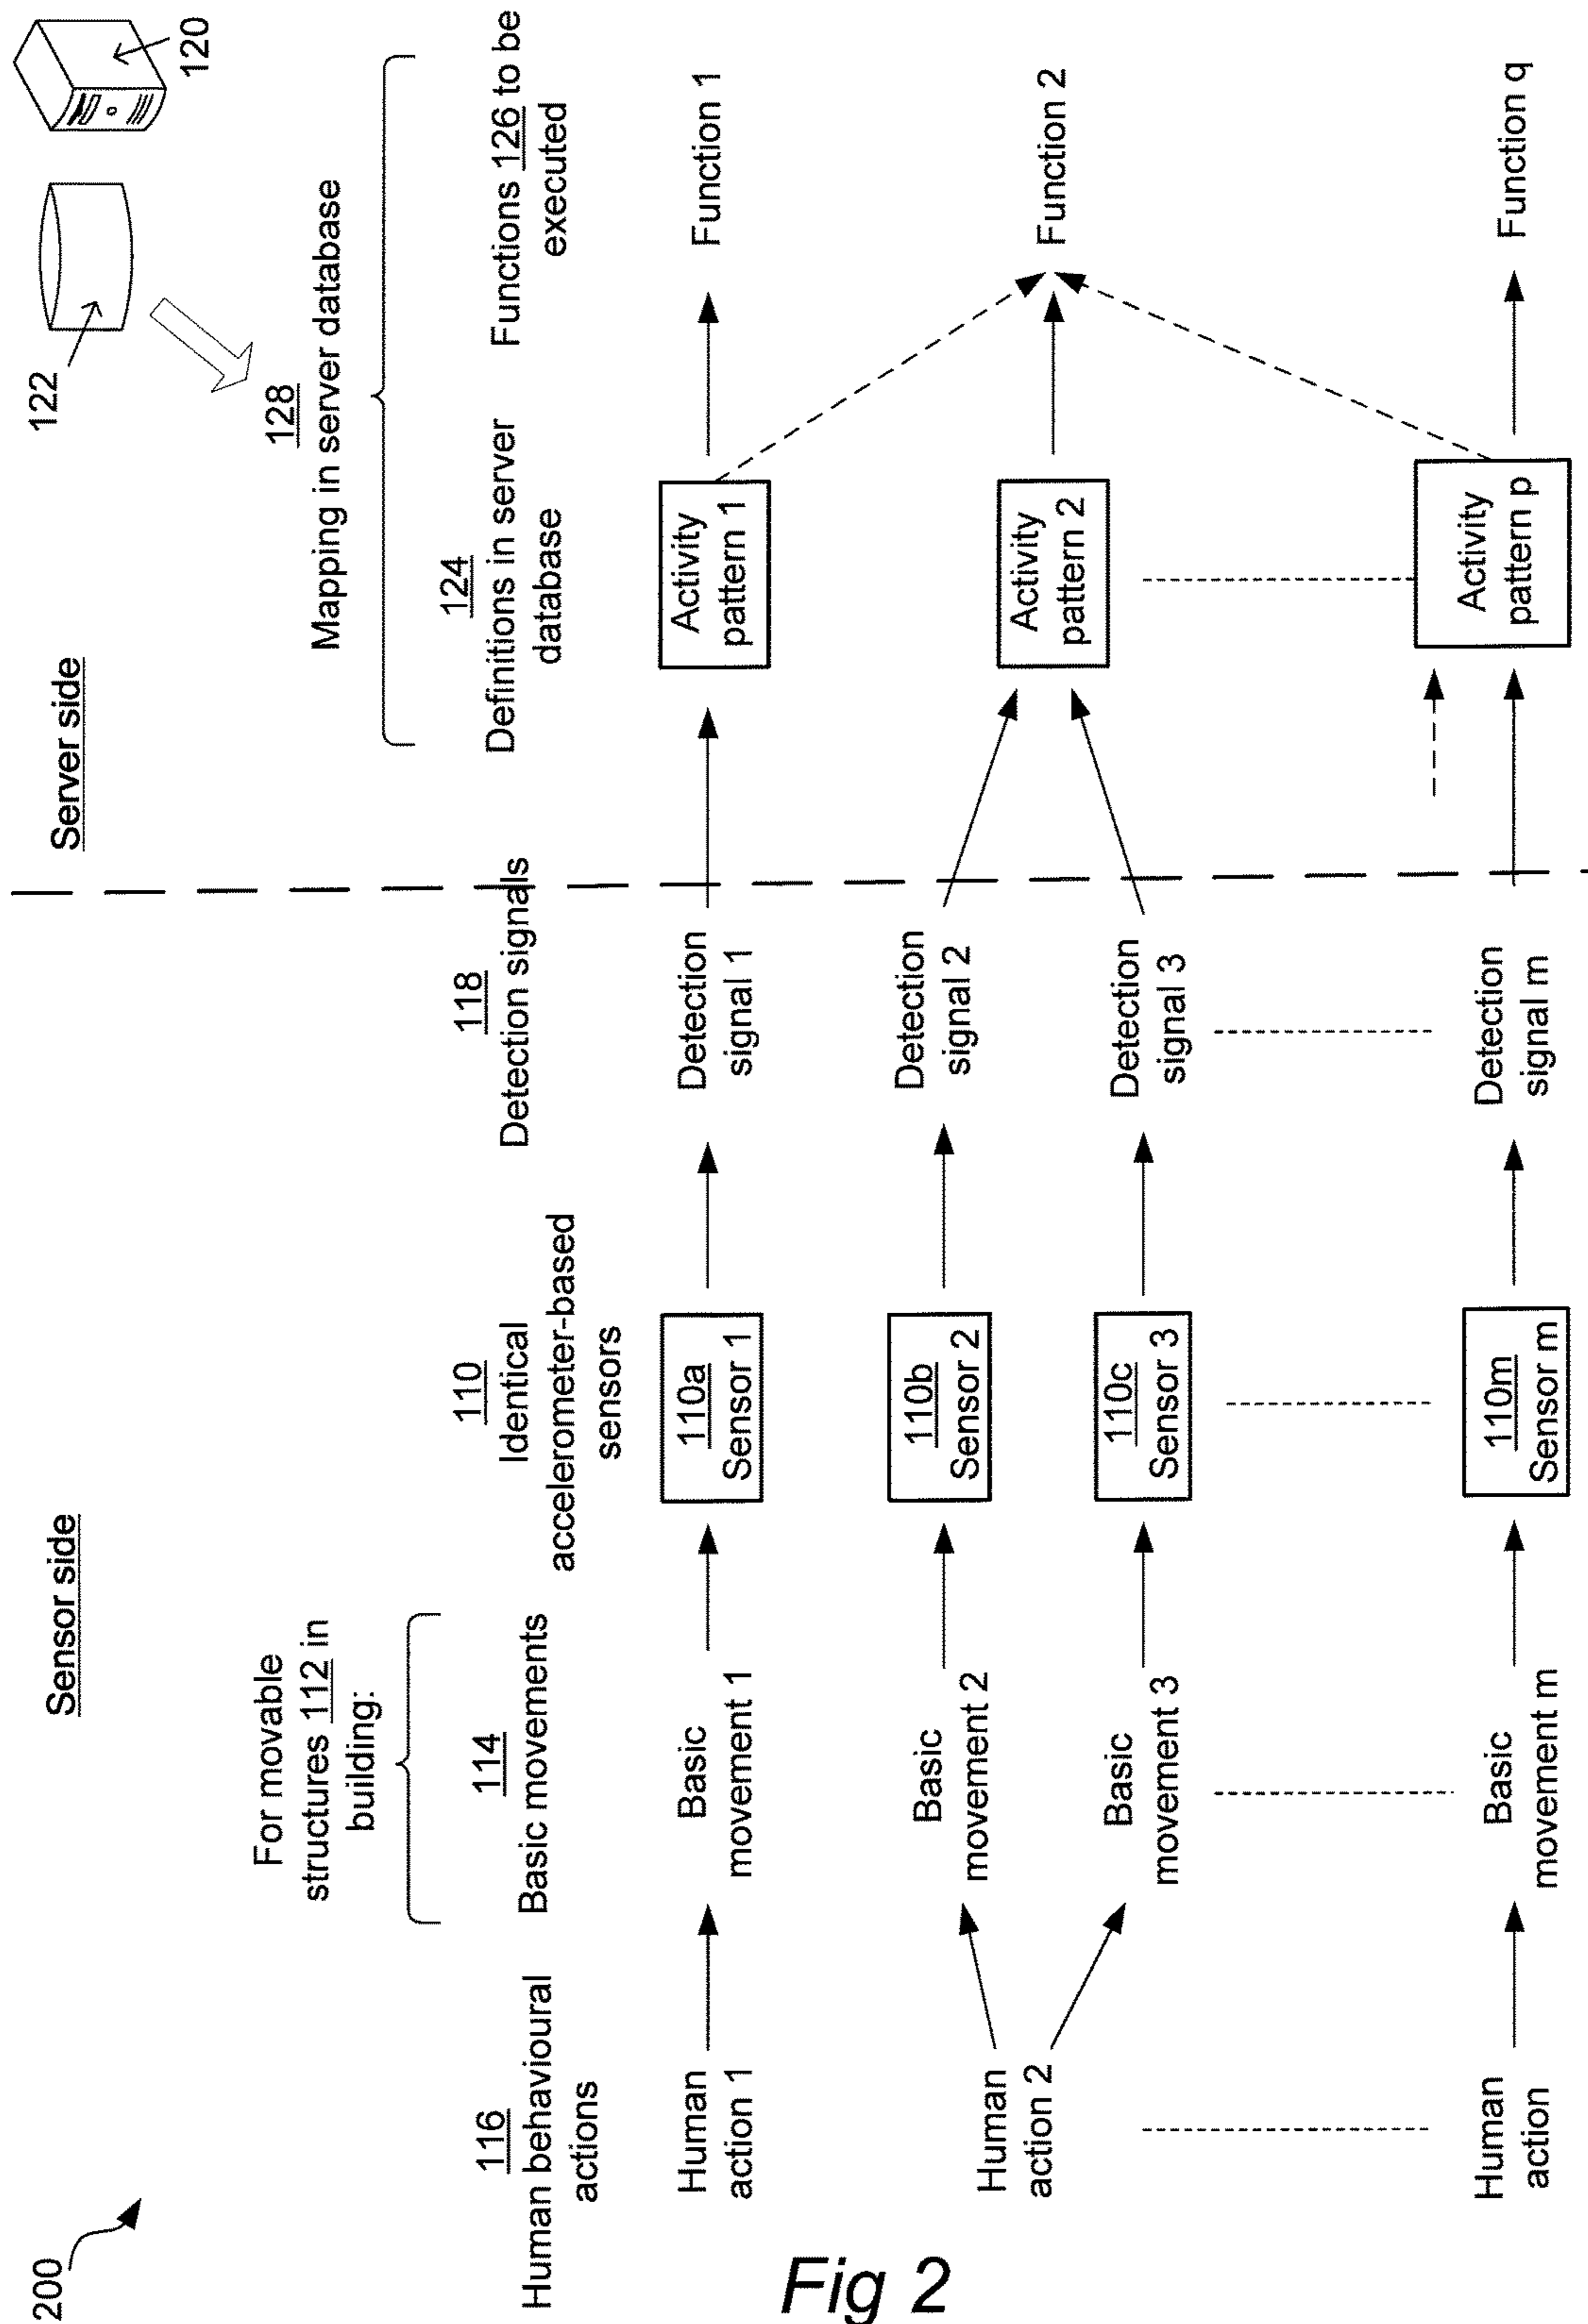 200
Sensor side
Server side
120
122
128
Mapping in server database
For movable
structures 112 in
building:
116
Human behavioural
actions
114
Basic movements
110
Identical
accelerometer-based
sensors
118
Detection signals
124
Definitions in server
database
Functions 126 to be
executed
Human
action 1
Basic
movement 1
110a
Sensor 1
Detection
signal 1
Activity
pattern 1
Function 1
Human
action 2
Basic
movement 2
110b
Sensor 2
Detection
signal 2
Basic
movement 3
110c
Sensor 3
Detection
signal 3
Activity
pattern 2
Function 2
Human
action
Basic
movement m
110m
Sensor m
Detection
signal m
Activity
pattern p
Function q
Fig 2